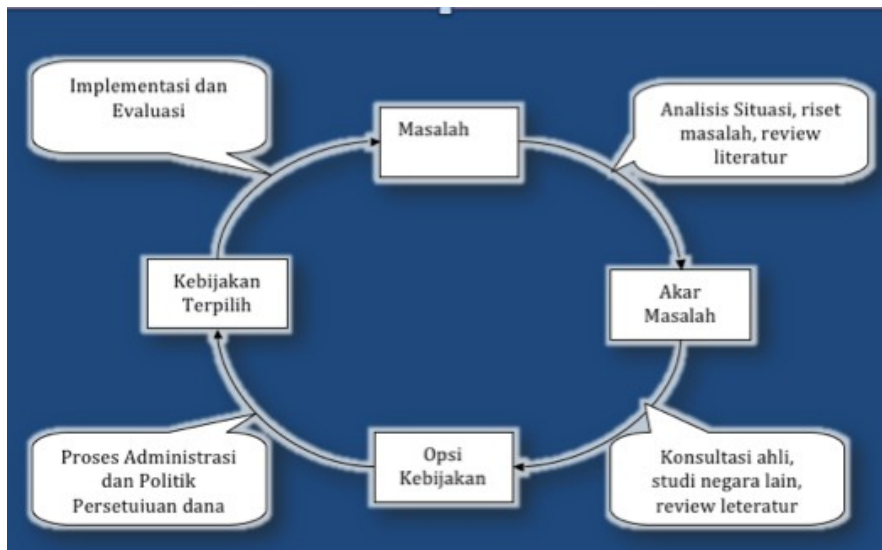 Implementasi dan
Evaluasi
Masalah
Analisis Situasi, riset
masalah, review
literatur
Kebijakan
Terpilih
Akar
Masalah
Proses Administrasi
dan Politik
Persetuiuan dana
Opsi
Kebijakan
Konsultasi ahli,
studi negara lain,
review leteratur